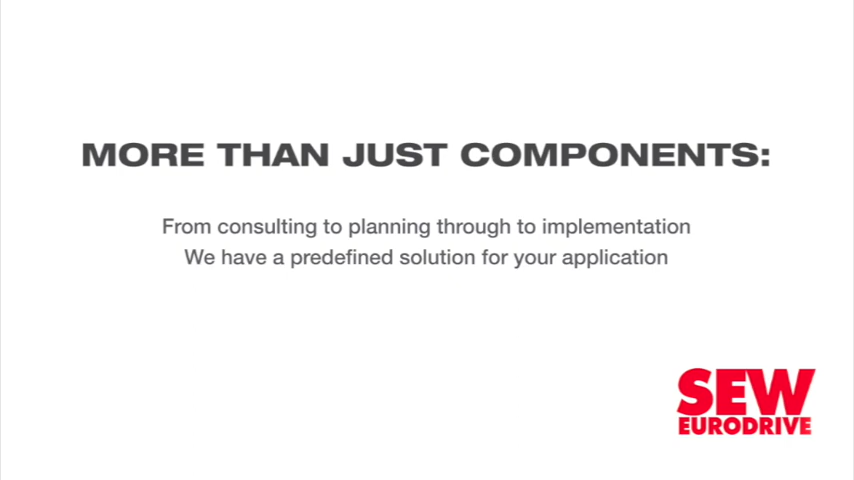 MORE THAN JUST COMPONENTS:
From consulting to planning through to implementation
We have a predefined solution for your application
SEW
EURODRIVE